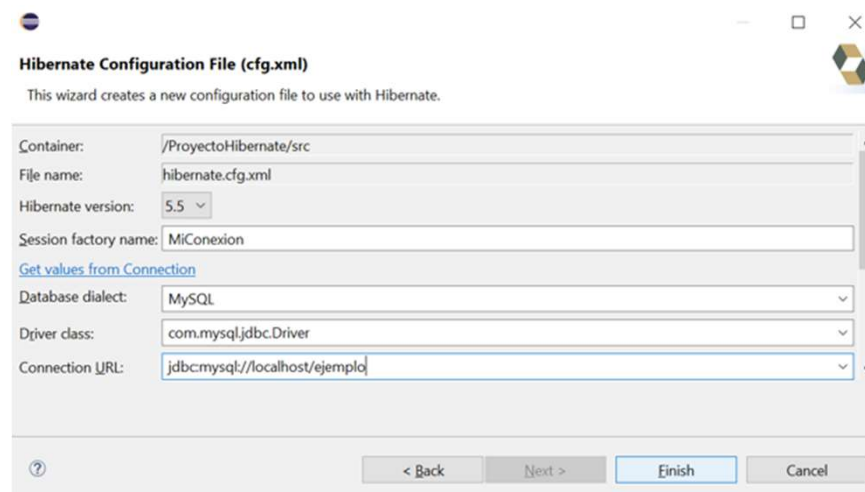 Hibernate Configuration File (cfg.xml)
This wizard creates a new configuration file to use with Hibernate.
Container: /ProyectoHibernate/src
File name: hibernate.cfg.xml
Hibernate version: 5.5
Session factory name: MiConexion
Get values from Connection
Database dialect: MySQL
Driver class: com.mysql.jdbc.Driver
Connection URL: jdbc:mysql://localhost/ejemplo
? < Back Next > Finish Cancel